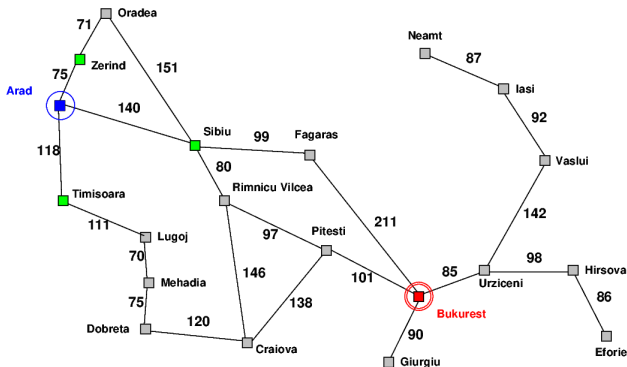 Oradea
71
Neamt
87
Zerind
75
151
Arad
Iasi
140
92
Sibiu
99
Fagaras
118
80
Vaslui
Timisoara
Rimnicu Vilcea
111
211
142
Lugoj
97
Pitesti
70
146
101
85
98
Hirsova
Mehadia
138
Urziceni
75
86
Bukurest
Dobreta
120
90
Craiova
Eforie
Giurgiu